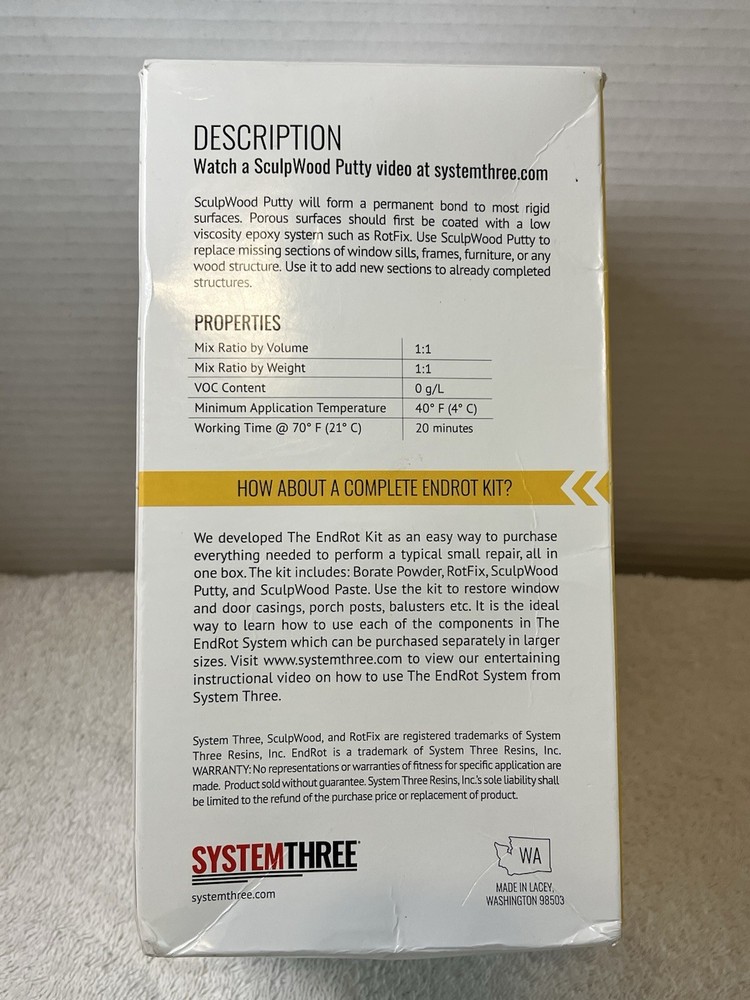 DESCRIPTION
Watch a SculpWood Putty video at systemthree.com
SculpWood Putty will form a permanent bond to most rigid
surfaces. Porous surfaces should first be coated with a low
viscosity epoxy system such as RotFix. Use SculpWood Putty to
replace missing sections of window sills, frames, furniture, or any
wood structure. Use it to add new sections to already completed
structures.
PROPERTIES
Mix Ratio by Volume 1:1
Mix Ratio by Weight 1:1
VOC Content 0 g/L
Minimum Application Temperature 40° F (4° C)
Working Time @ 70° F (21° C) 20 minutes
HOW ABOUT A COMPLETE ENDROT KIT?
We developed The EndRot Kit as an easy way to purchase
everything needed to perform a typical small repair, all in
one box. The kit includes: Borate Powder, RotFix, SculpWood
Putty, and SculpWood Paste. Use the kit to restore window
and door casings, porch posts, balusters etc. It is the ideal
way to learn how to use each of the components in The
EndRot System which can be purchased separately in larger
sizes. Visit www.systemthree.com to view our entertaining
instructional video on how to use The EndRot System from
System Three.
System Three, SculpWood, and RotFix are registered trademarks of System
Three Resins, Inc. EndRot is a trademark of System Three Resins, Inc.
WARRANTY: No representations or warranties of fitness for specific application are
made. Product sold without guarantee. System Three Resins, Inc.'s sole liability shall
be limited to the refund of the purchase price or replacement of product.
SYSTEMTHREE
systemthree.com
WA
MADE IN LACEY,
WASHINGTON 98503